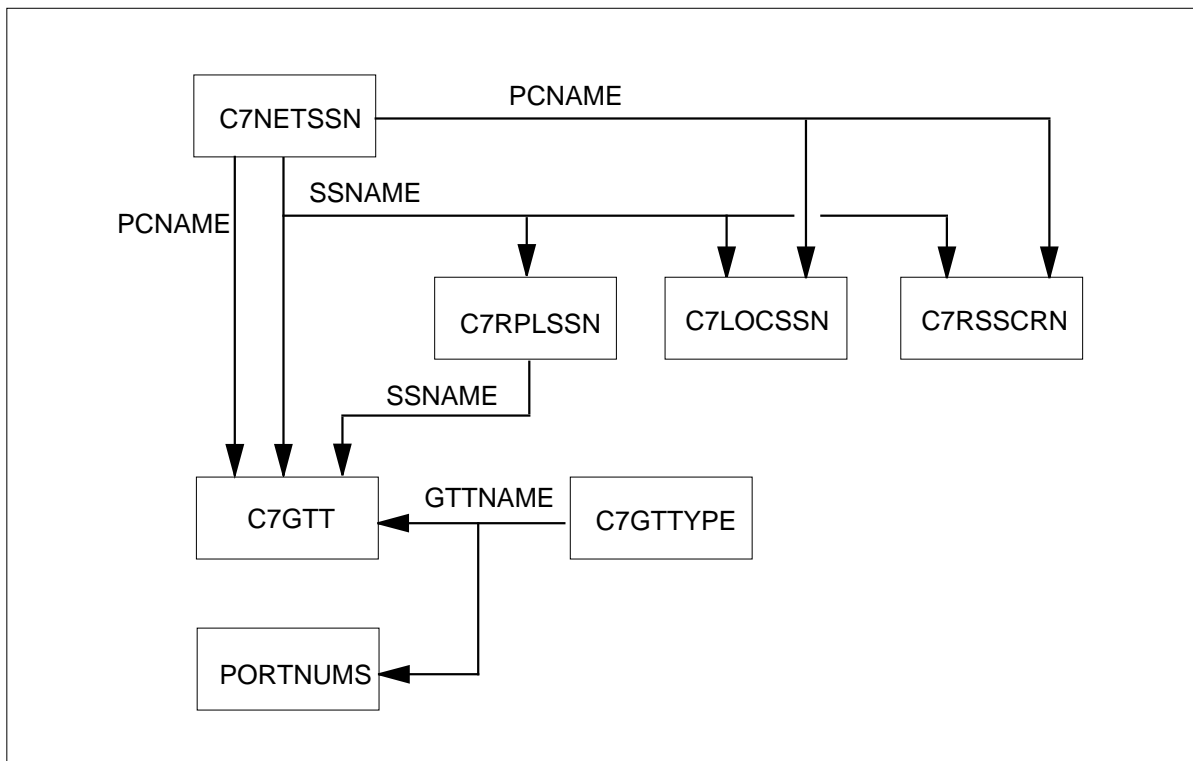 C7NETSSN
PCNAME
SSNAME
PCNAME
C7RPLSSN
C7LOCSSN
C7RSSCRN
SSNAME
C7GTT
GTTNAME
C7GTTYPE
PORTNUMS